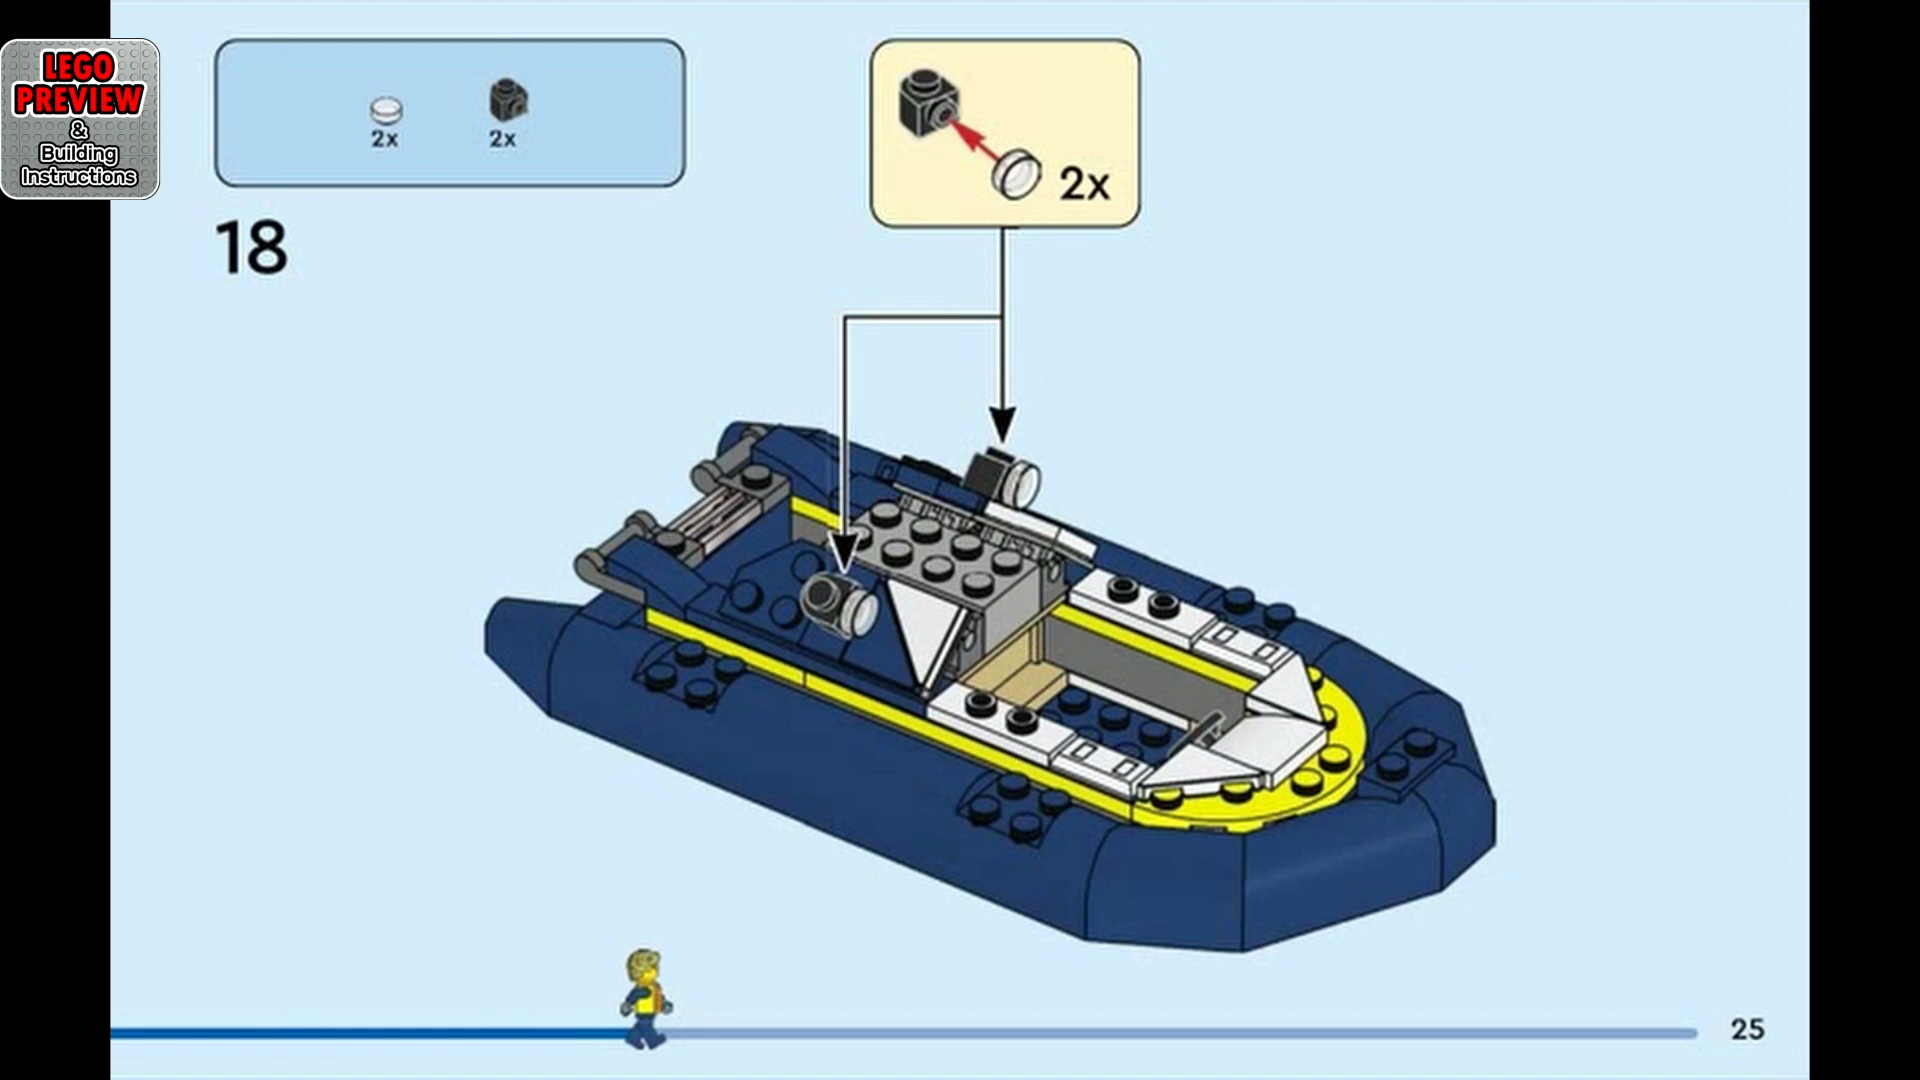 LEGO
PREVIEW
&
Building
Instructions
2x
2x
2x
18
25